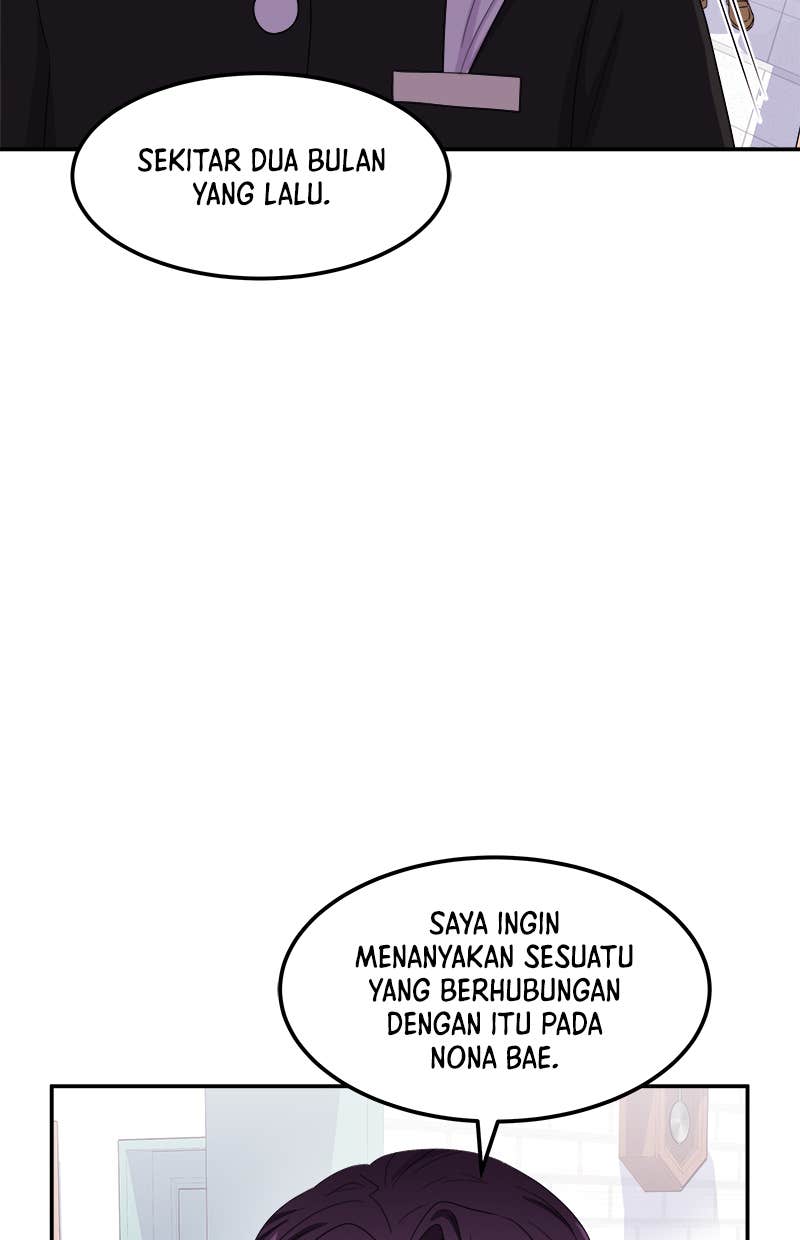 SEKITAR DUA BULAN
YANG LALU.
SAYA INGIN
MENANYAKAN SESUATU
YANG BERHUBUNGAN
DENGAN ITU PADA
NONA BAE.